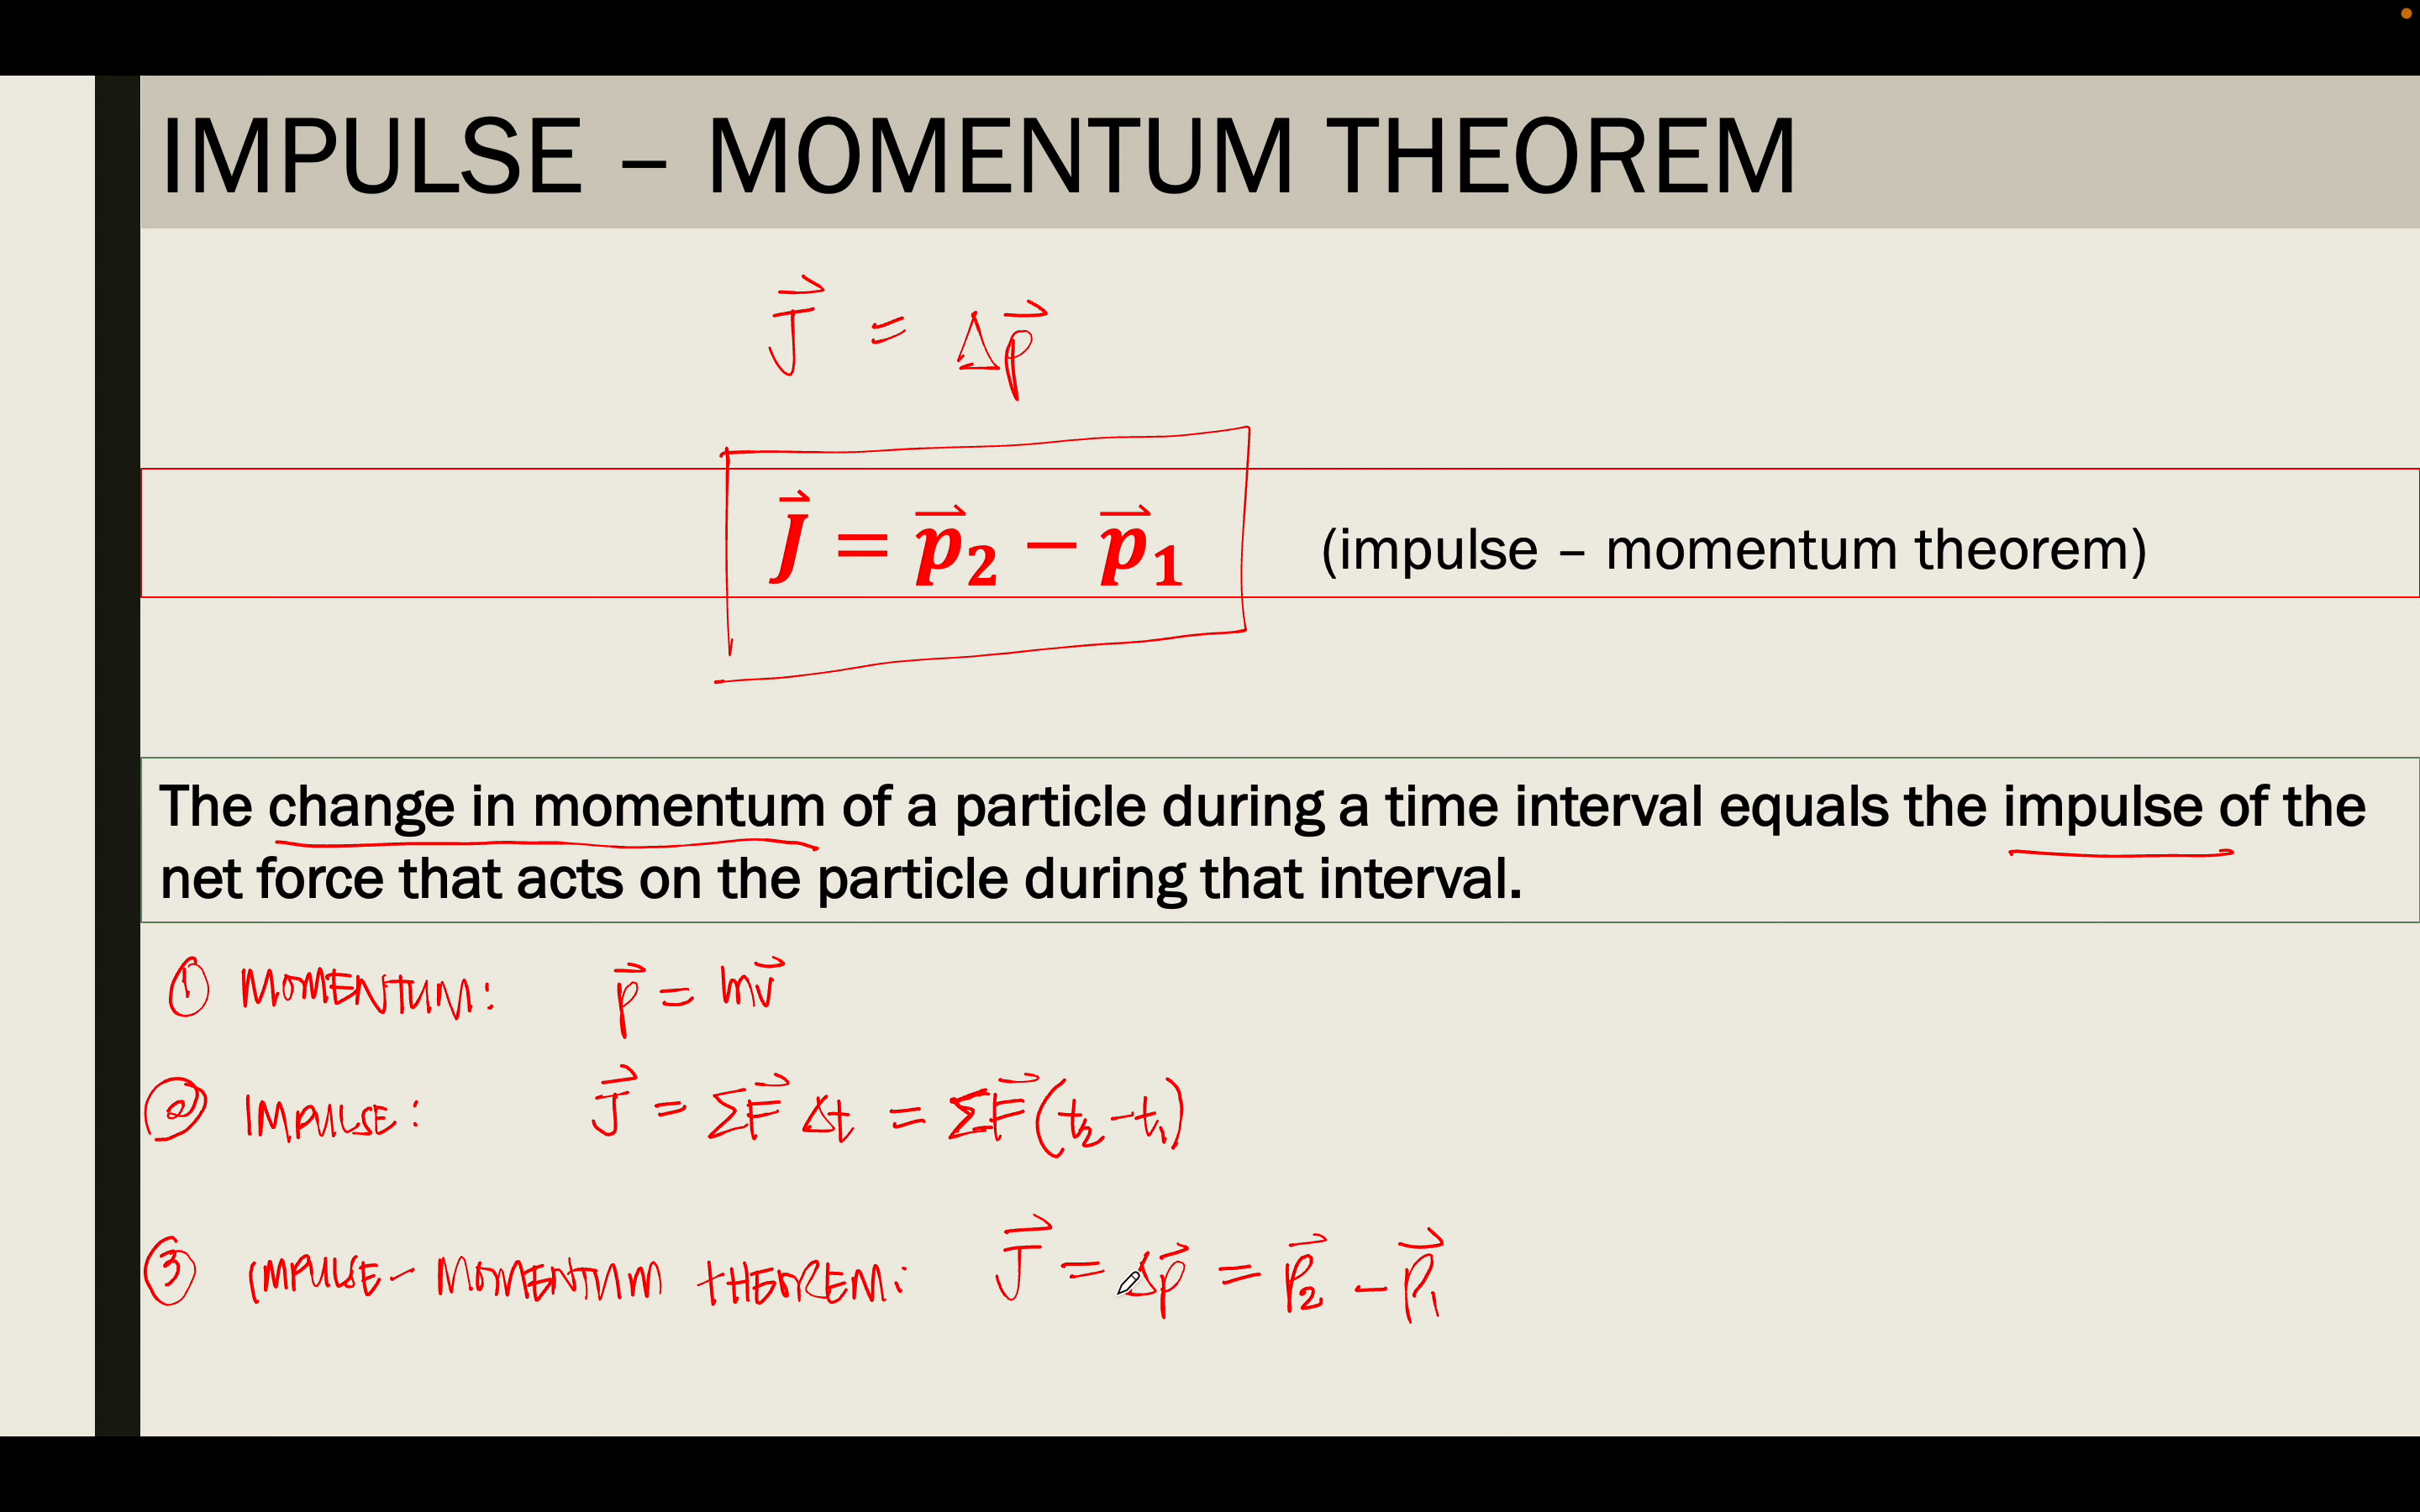 IMPULSE – MOMENTUM THEOREM
J⃗ = Δp⃗
J⃗ = p⃗₂ − p⃗₁ (impulse – momentum theorem)
The change in momentum of a particle during a time interval equals the impulse of the
net force that acts on the particle during that interval.
① MOMENTUM: p⃗ = mv⃗
② IMPULSE: J⃗ = ΣF⃗ Δt = ΣF⃗ (t₂ − t₁)
③ IMPULSE - MOMENTUM THEOREM: J⃗ = Δp⃗ = p⃗₂ − p⃗₁